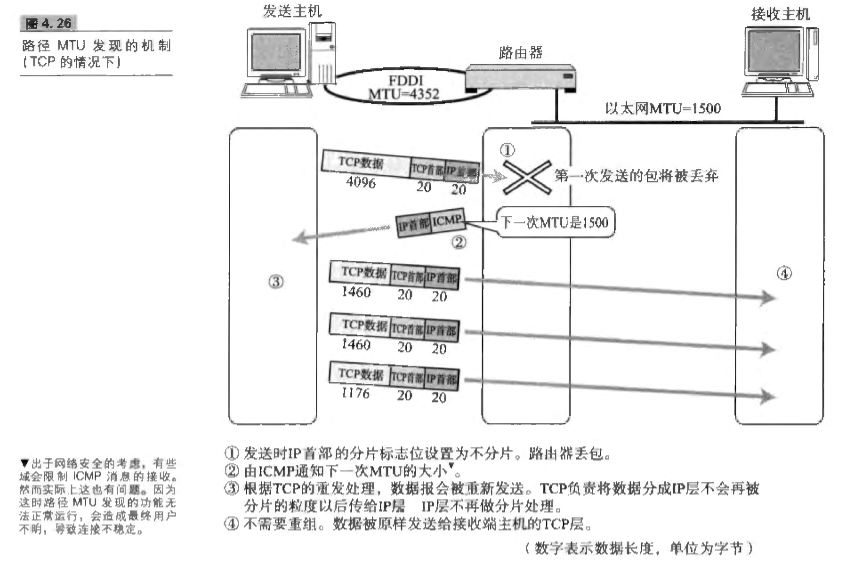 图4.26
路径 MTU 发现的机制
(TCP的情况下)
发送主机
接收主机
路由器
FDDI
MTU=4352
以太网MTU=1500
①
TCP数据 TCP首部 IP首部
4096 20 20
第一次发送的包将被丢弃
IP首部 ICMP
下一次MTU是1500
②
③
④
TCP数据 TCP首部 IP首部
1460 20 20
TCP数据 TCP首部 IP首部
1460 20 20
TCP数据 TCP首部 IP首部
1176 20 20
① 发送时IP首部的分片标志位设置为不分片。路由器丢包。
② 由ICMP通知下一次MTU的大小▼。
③ 根据TCP的重发处理，数据报会被重新发送。TCP负责将数据分成IP层不会再被
分片的粒度以后传给IP层 IP层不再做分片处理。
④ 不需要重组。数据被原样发送给接收端主机的TCP层。
（数字表示数据长度，单位为字节）
▼出于网络安全的考虑，有些
域会限制 ICMP 消息的接收。
然而实际上这也有问题。因为
这时路径 MTU 发现的功能无
法正常运行，会造成最终用户
不明，导致连接不稳定。